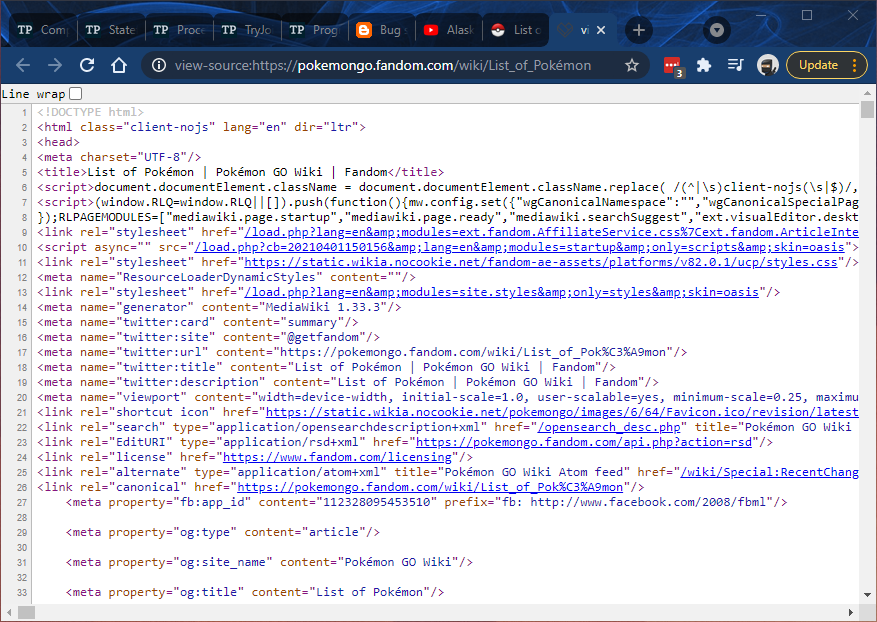 TP Comp TP State TP Proce TP TryJo TP Prog Bug Alask List o vi
view-source:https://pokemongo.fandom.com/wiki/List_of_Pokémon 3 Update
Line wrap
1 <!DOCTYPE html>
2 <html class="client-nojs" lang="en" dir="ltr">
3 <head>
4 <meta charset="UTF-8"/>
5 <title>List of Pokémon | Pokémon GO Wiki | Fandom</title>
6 <script>document.documentElement.className = document.documentElement.className.replace( /(^|\s)client-nojs(\s|$)/,
7 <script>(window.RLQ=window.RLQ||[]).push(function(){mw.config.set({"wgCanonicalNamespace":"","wgCanonicalSpecialPag
8 });RLPAGEMODULES=["mediawiki.page.startup","mediawiki.page.ready","mediawiki.searchSuggest","ext.visualEditor.deskt
9 <link rel="stylesheet" href="/load.php?lang=en&amp;modules=ext.fandom.AffiliateService.css%7Cext.fandom.ArticleInte
10 <script async="" src="/load.php?cb=20210401150156&amp;lang=en&amp;modules=startup&amp;only=scripts&amp;skin=oasis">
11 <link rel="stylesheet" href="https://static.wikia.nocookie.net/fandom-ae-assets/platforms/v82.0.1/ucp/styles.css"/>
12 <meta name="ResourceLoaderDynamicStyles" content=""/>
13 <link rel="stylesheet" href="/load.php?lang=en&amp;modules=site.styles&amp;only=styles&amp;skin=oasis"/>
14 <meta name="generator" content="MediaWiki 1.33.3"/>
15 <meta name="twitter:card" content="summary"/>
16 <meta name="twitter:site" content="@getfandom"/>
17 <meta name="twitter:url" content="https://pokemongo.fandom.com/wiki/List_of_Pok%C3%A9mon"/>
18 <meta name="twitter:title" content="List of Pokémon | Pokémon GO Wiki | Fandom"/>
19 <meta name="twitter:description" content="List of Pokémon | Pokémon GO Wiki | Fandom"/>
20 <meta name="viewport" content="width=device-width, initial-scale=1.0, user-scalable=yes, minimum-scale=0.25, maximu
21 <link rel="shortcut icon" href="https://static.wikia.nocookie.net/pokemongo/images/6/64/Favicon.ico/revision/latest
22 <link rel="search" type="application/opensearchdescription+xml" href="/opensearch_desc.php" title="Pokémon GO Wiki
23 <link rel="EditURI" type="application/rsd+xml" href="https://pokemongo.fandom.com/api.php?action=rsd"/>
24 <link rel="license" href="https://www.fandom.com/licensing"/>
25 <link rel="alternate" type="application/atom+xml" title="Pokémon GO Wiki Atom feed" href="/wiki/Special:RecentChang
26 <link rel="canonical" href="https://pokemongo.fandom.com/wiki/List_of_Pok%C3%A9mon"/>
27 <meta property="fb:app_id" content="112328095453510" prefix="fb: http://www.facebook.com/2008/fbml"/>
28
29 <meta property="og:type" content="article"/>
30
31 <meta property="og:site_name" content="Pokémon GO Wiki"/>
32
33 <meta property="og:title" content="List of Pokémon"/>